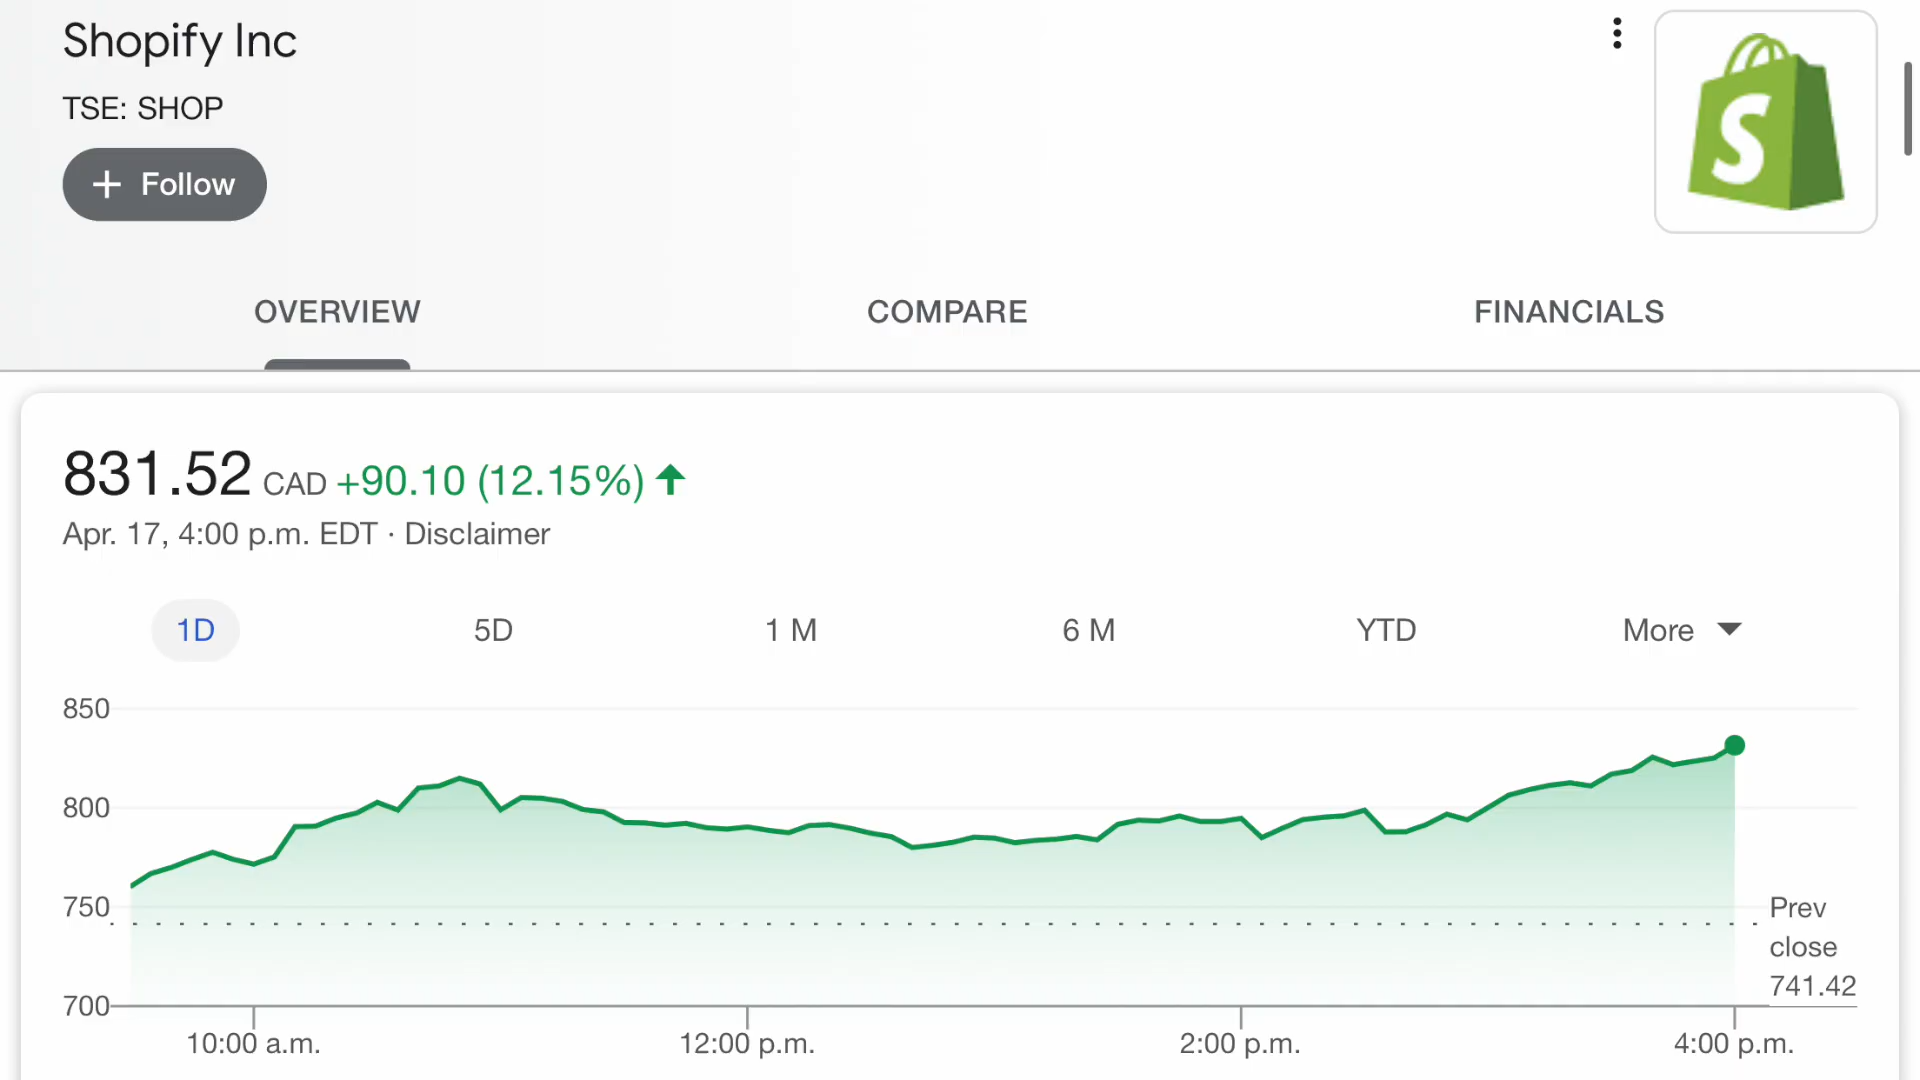 Shopify Inc
TSE: SHOP
+ Follow
S
OVERVIEW COMPARE FINANCIALS
831.52 CAD +90.10 (12.15%)
Apr. 17, 4:00 p.m. EDT · Disclaimer
1D 5D 1 M 6 M YTD More
850
800
750
700
Prev
close
741.42
10:00 a.m. 12:00 p.m. 2:00 p.m. 4:00 p.m.